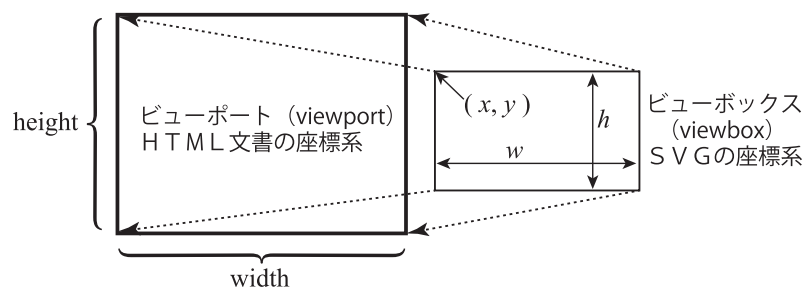 height
ビューポート（viewport）
ＨＴＭＬ文書の座標系
(x, y)
h
w
ビューボックス
（viewbox）
ＳＶＧの座標系
width